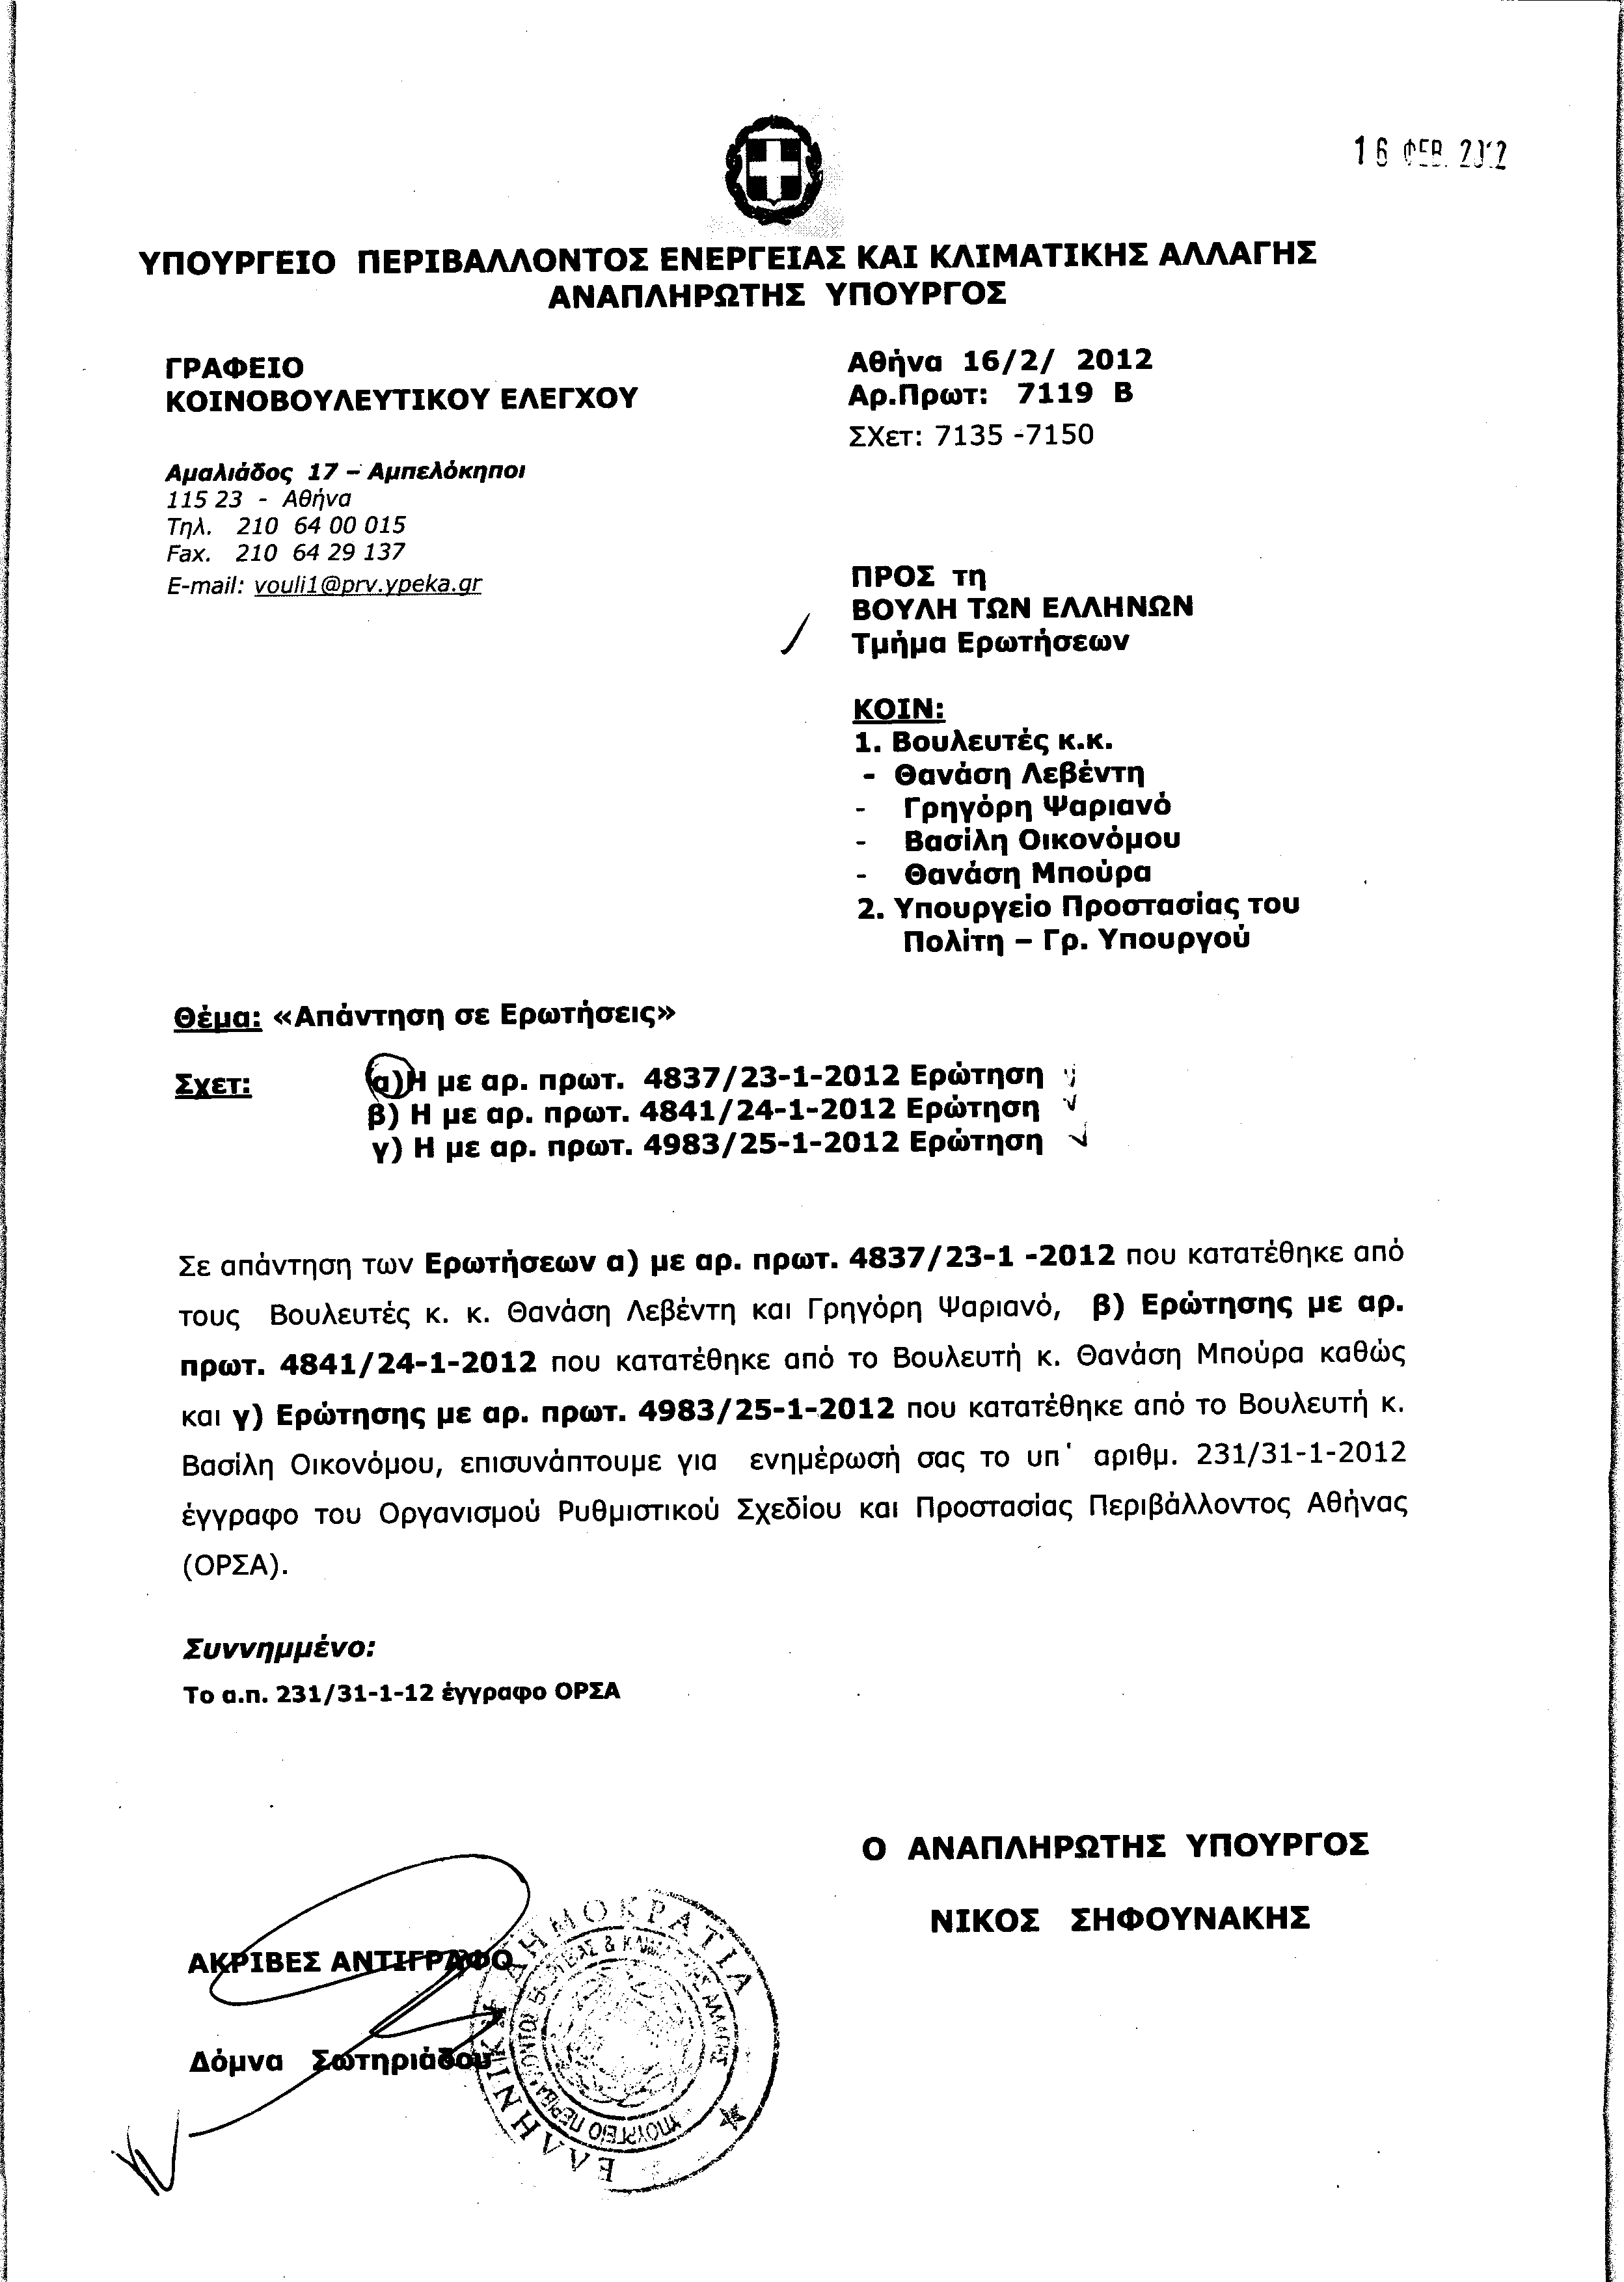 16 ΦΕΒ. 2012
ΥΠΟΥΡΓΕΙΟ ΠΕΡΙΒΑΛΛΟΝΤΟΣ ΕΝΕΡΓΕΙΑΣ ΚΑΙ ΚΛΙΜΑΤΙΚΗΣ ΑΛΛΑΓΗΣ
ΑΝΑΠΛΗΡΩΤΗΣ ΥΠΟΥΡΓΟΣ
ΓΡΑΦΕΙΟ
ΚΟΙΝΟΒΟΥΛΕΥΤΙΚΟΥ ΕΛΕΓΧΟΥ
Αμαλιάδος 17 – Αμπελόκηποι
115 23 - Αθήνα
Τηλ. 210 64 00 015
Fax. 210 64 29 137
E-mail: vouli1@prv.ypeka.gr
Αθήνα 16/2/ 2012
Αρ.Πρωτ: 7119 Β
ΣΧετ: 7135 -7150
ΠΡΟΣ τη
ΒΟΥΛΗ ΤΩΝ ΕΛΛΗΝΩΝ
Τμήμα Ερωτήσεων
ΚΟΙΝ:
1. Βουλευτές κ.κ.
- Θανάση Λεβέντη
- Γρηγόρη Ψαριανό
- Βασίλη Οικονόμου
- Θανάση Μπούρα
2. Υπουργείο Προστασίας του
Πολίτη – Γρ. Υπουργού
Θέμα: «Απάντηση σε Ερωτήσεις»
Σχετ: α)Η με αρ. πρωτ. 4837/23-1-2012 Ερώτηση
β) Η με αρ. πρωτ. 4841/24-1-2012 Ερώτηση
γ) Η με αρ. πρωτ. 4983/25-1-2012 Ερώτηση
Σε απάντηση των Ερωτήσεων α) με αρ. πρωτ. 4837/23-1 -2012 που κατατέθηκε από
τους Βουλευτές κ. κ. Θανάση Λεβέντη και Γρηγόρη Ψαριανό, β) Ερώτησης με αρ.
πρωτ. 4841/24-1-2012 που κατατέθηκε από το Βουλευτή κ. Θανάση Μπούρα καθώς
και γ) Ερώτησης με αρ. πρωτ. 4983/25-1-2012 που κατατέθηκε από το Βουλευτή κ.
Βασίλη Οικονόμου, επισυνάπτουμε για ενημέρωσή σας το υπ' αριθμ. 231/31-1-2012
έγγραφο του Οργανισμού Ρυθμιστικού Σχεδίου και Προστασίας Περιβάλλοντος Αθήνας
(ΟΡΣΑ).
Συννημμένο:
Το α.π. 231/31-1-12 έγγραφο ΟΡΣΑ
Ο ΑΝΑΠΛΗΡΩΤΗΣ ΥΠΟΥΡΓΟΣ
ΝΙΚΟΣ ΣΗΦΟΥΝΑΚΗΣ
ΑΚΡΙΒΕΣ ΑΝΤΙΓΡΑΦΟ
Δόμνα Σωτηριάδου
ΕΛΛΗΝΙΚΗ ΔΗΜΟΚΡΑΤΙΑ